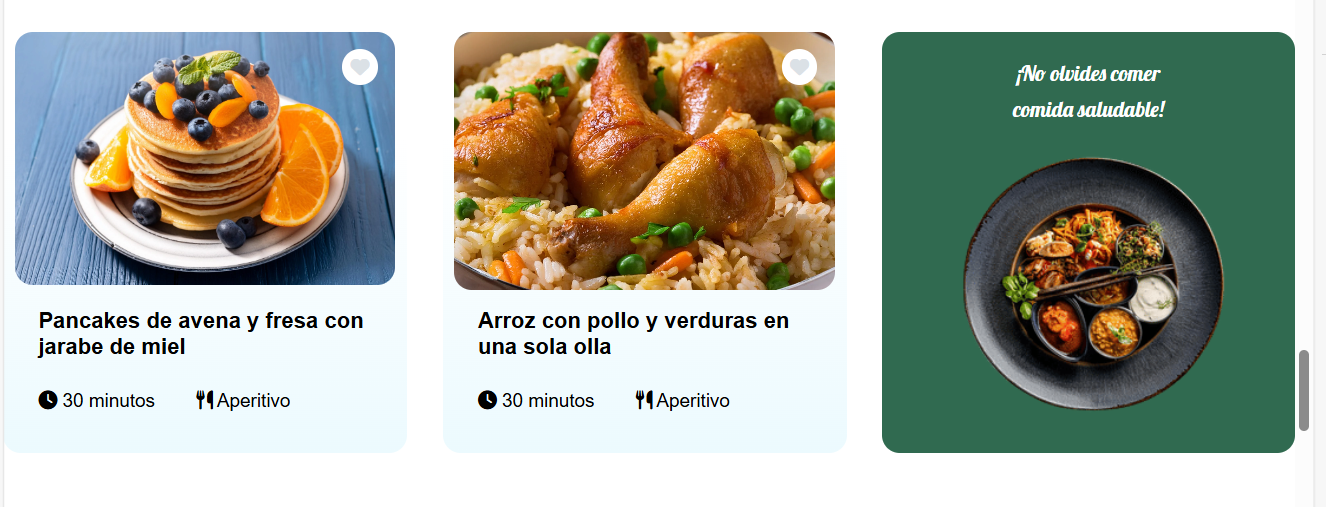 Pancakes de avena y fresa con
jarabe de miel
30 minutos
Aperitivo
Arroz con pollo y verduras en
una sola olla
30 minutos
Aperitivo
¡No olvides comer
comida saludable!